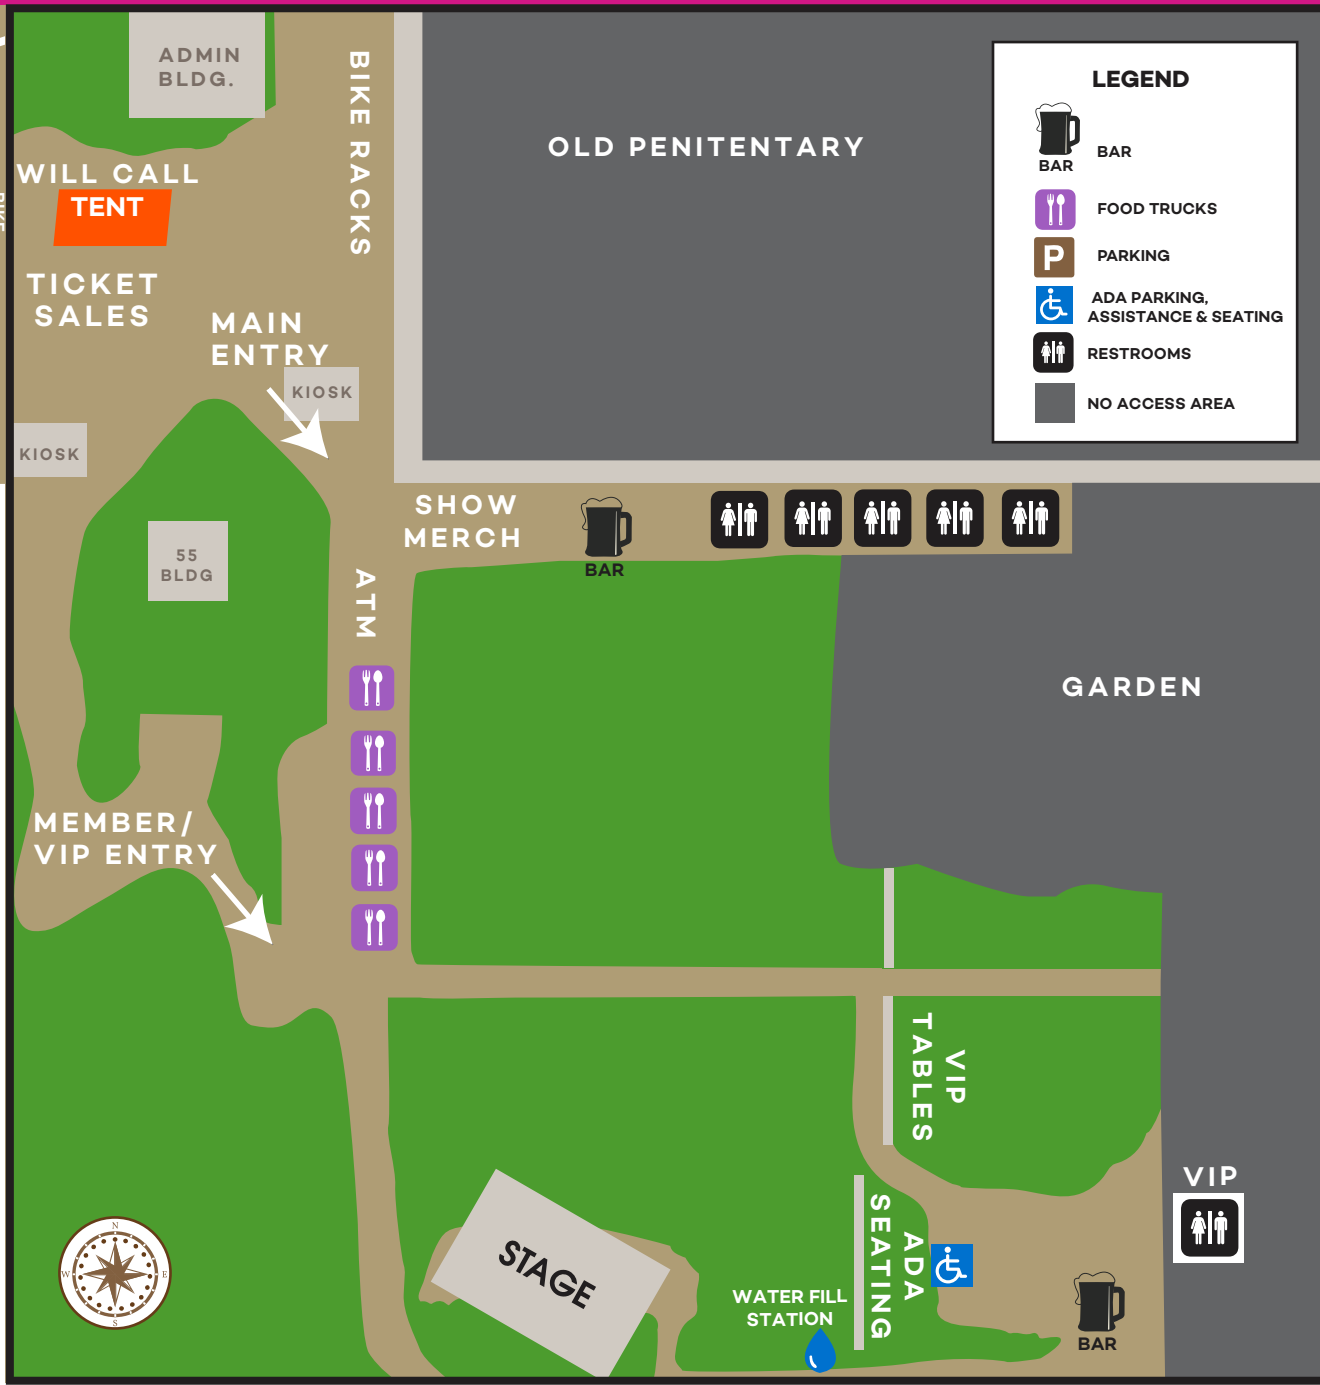 ADMIN
BLDG.
BIKE RACKS
OLD PENITENTARY
LEGEND
BAR
BAR
FOOD TRUCKS
P
PARKING
ADA PARKING,
ASSISTANCE & SEATING
RESTROOMS
NO ACCESS AREA
WILL CALL
TENT
TICKET
SALES
MAIN
ENTRY
KIOSK
KIOSK
SHOW
MERCH
BAR
55
BLDG
ATM
GARDEN
MEMBER/
VIP ENTRY
VIP
TABLES
VIP
ADA
SEATING
STAGE
WATER FILL
STATION
BAR
N
W
E
S